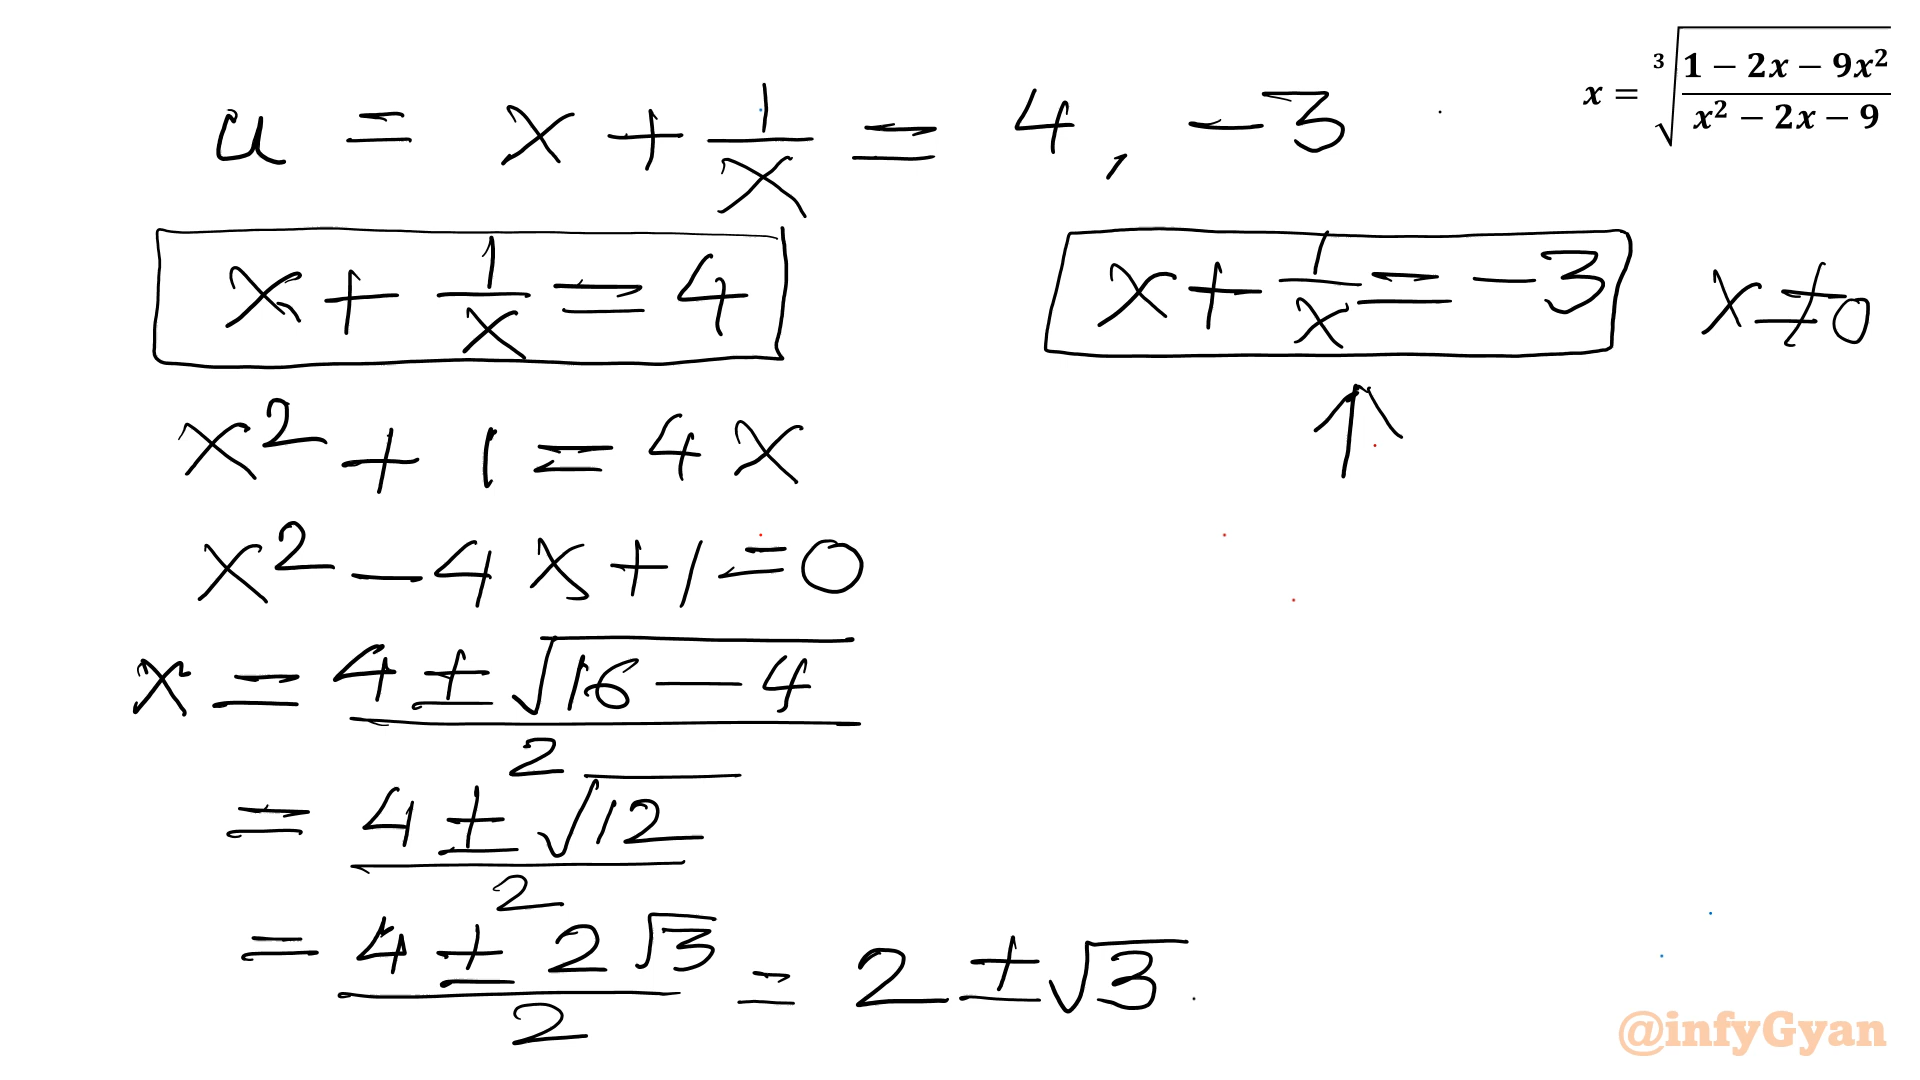 x = ∛((1 − 2x − 9x²)/(x² − 2x − 9))
u = x + 1/x = 4, −3
x + 1/x = 4
x + 1/x = −3
x ≠ 0
x² + 1 = 4x
x² − 4x + 1 = 0
x = (4 ± √(16 − 4))/2
= (4 ± √12)/2
= (4 ± 2√3)/2 = 2 ± √3
@infyGyan